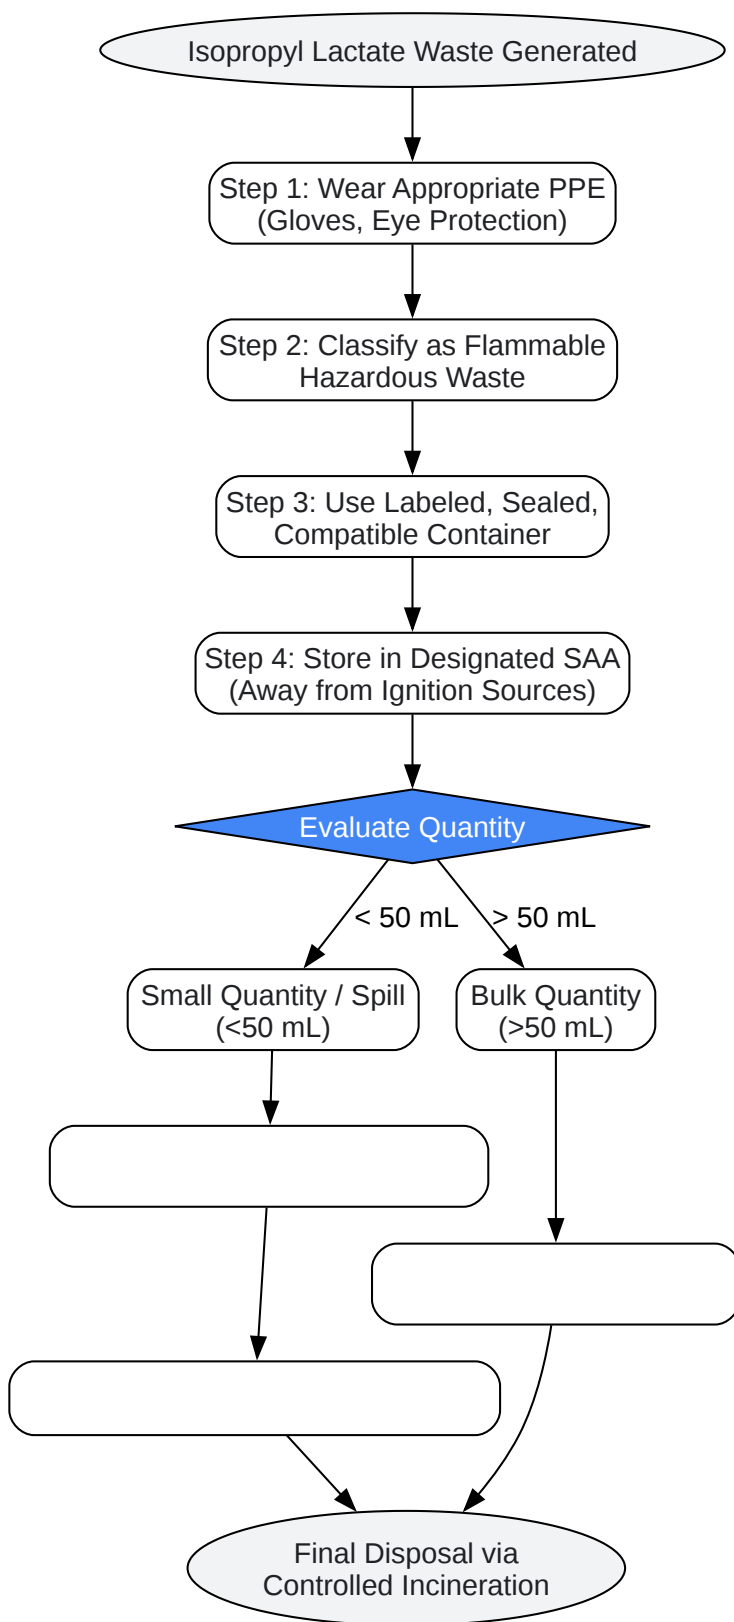 Isopropyl Lactate Waste Generated
Step 1: Wear Appropriate PPE
(Gloves, Eye Protection)
Step 2: Classify as Flammable
Hazardous Waste
Step 3: Use Labeled, Sealed,
Compatible Container
Step 4: Store in Designated SAA
(Away from Ignition Sources)
Evaluate Quantity
< 50 mL
> 50 mL
Small Quantity / Spill
(<50 mL)
Bulk Quantity
(>50 mL)
Final Disposal via
Controlled Incineration